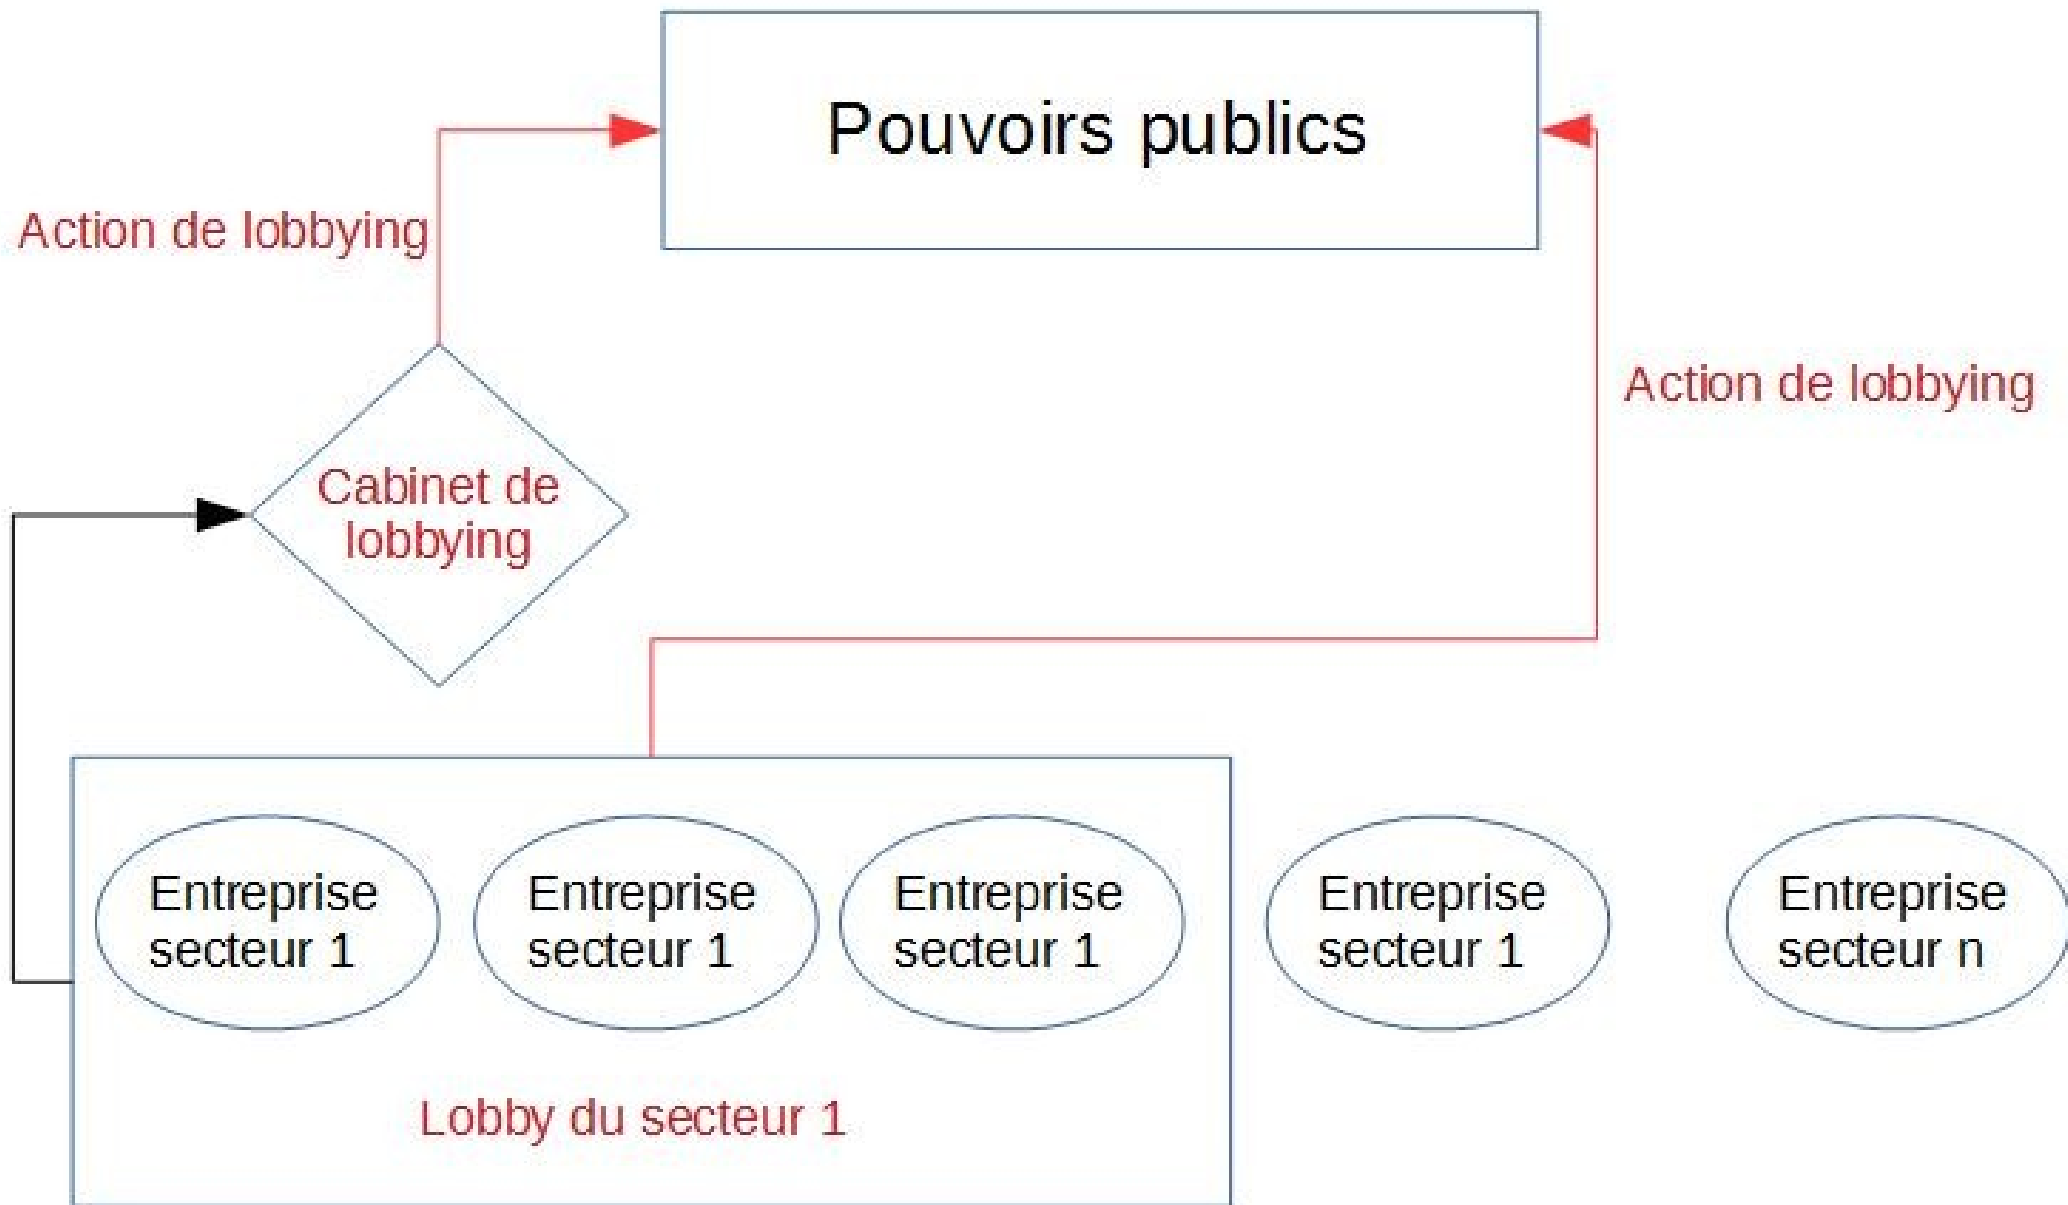 Pouvoirs publics
Action de lobbying
Action de lobbying
Cabinet de
lobbying
Entreprise
secteur 1
Entreprise
secteur 1
Entreprise
secteur 1
Entreprise
secteur 1
Entreprise
secteur n
Lobby du secteur 1